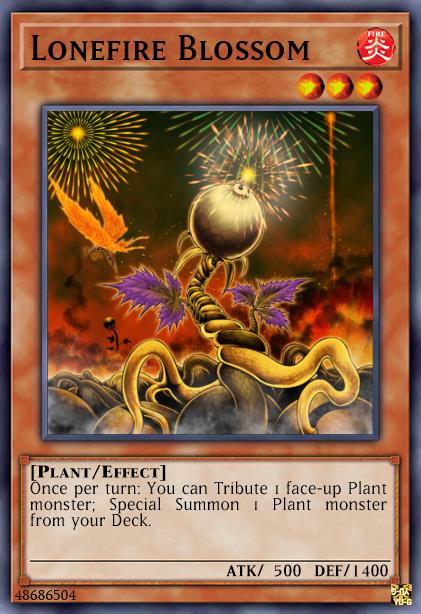 LONEFIRE BLOSSOM
FIRE
炎
[PLANT/EFFECT]
Once per turn: You can Tribute 1 face-up Plant
monster; Special Summon 1 Plant monster
from your Deck.
ATK/ 500 DEF/1400
48686504